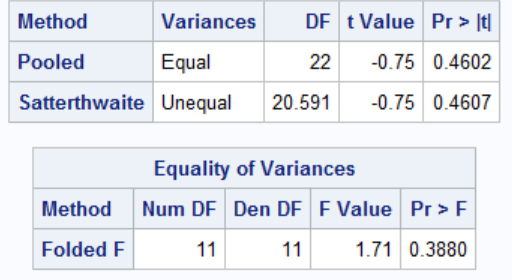 Method Variances DF t Value Pr > |t|
Pooled Equal 22 -0.75 0.4602
Satterthwaite Unequal 20.591 -0.75 0.4607
Equality of Variances
Method Num DF Den DF F Value Pr > F
Folded F 11 11 1.71 0.3880